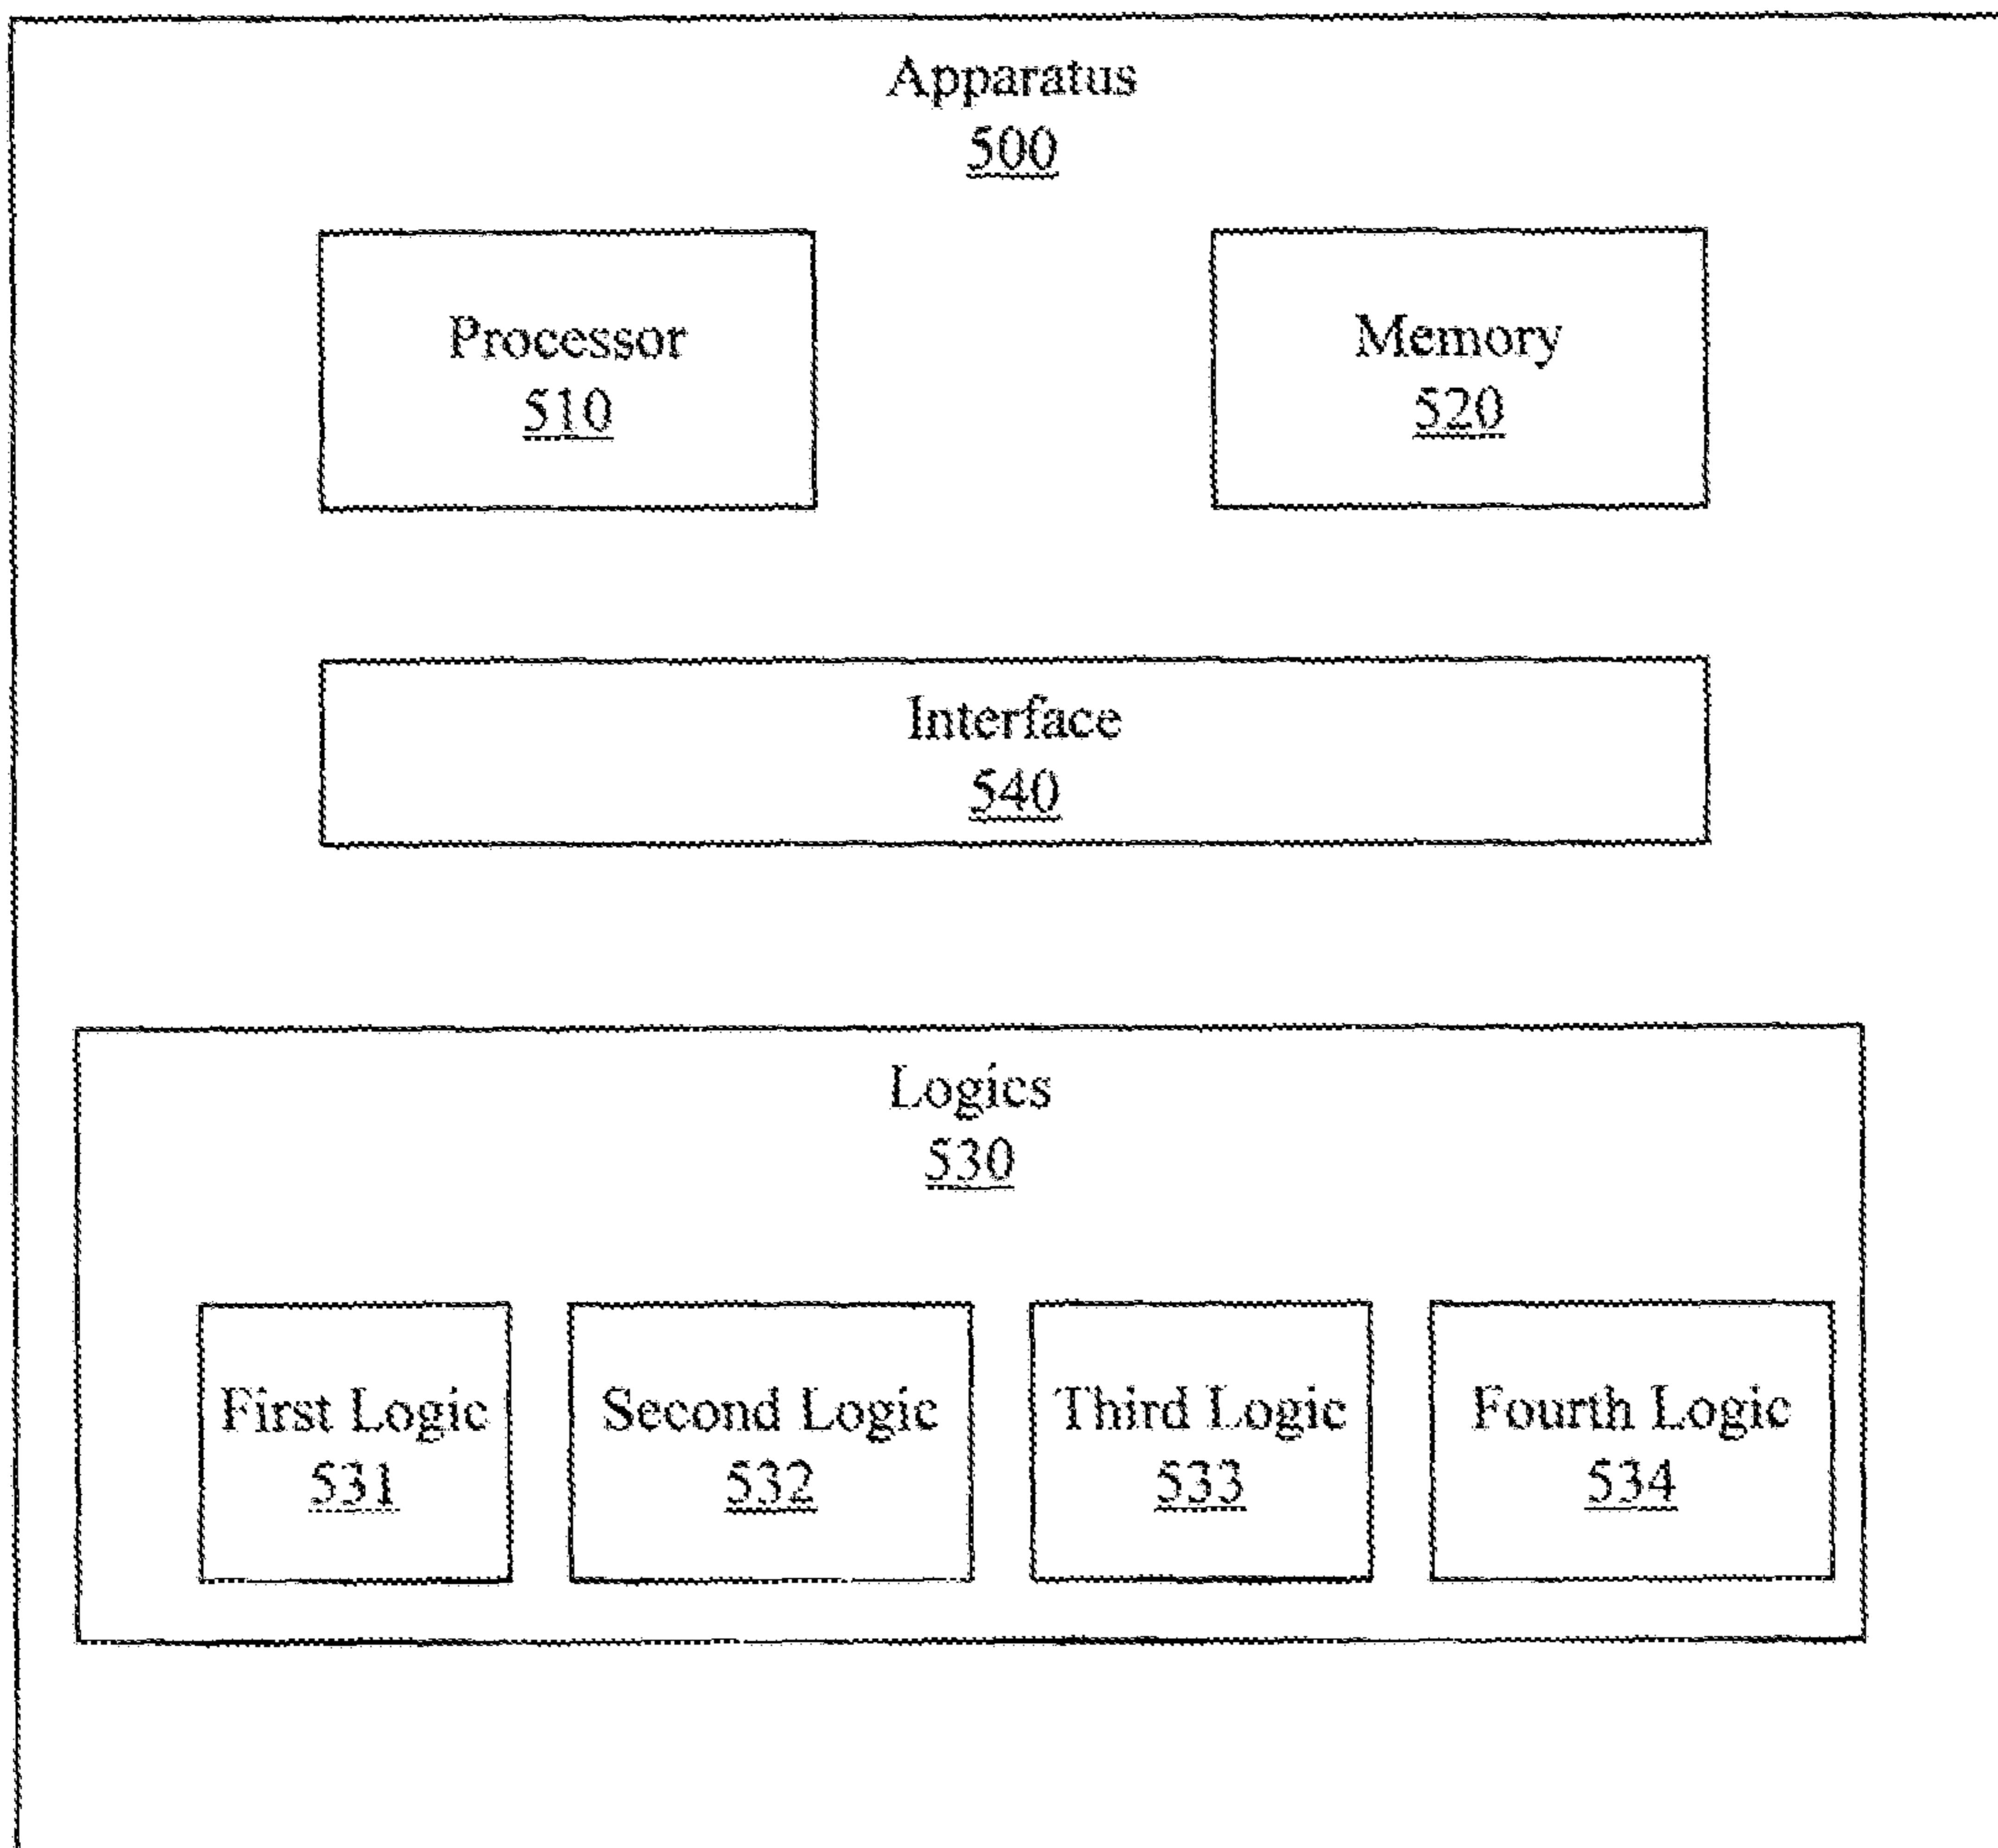 Apparatus
500
Processor
510
Memory
520
Interface
540
Logics
530
First Logic
531
Second Logic
532
Third Logic
533
Fourth Logic
534